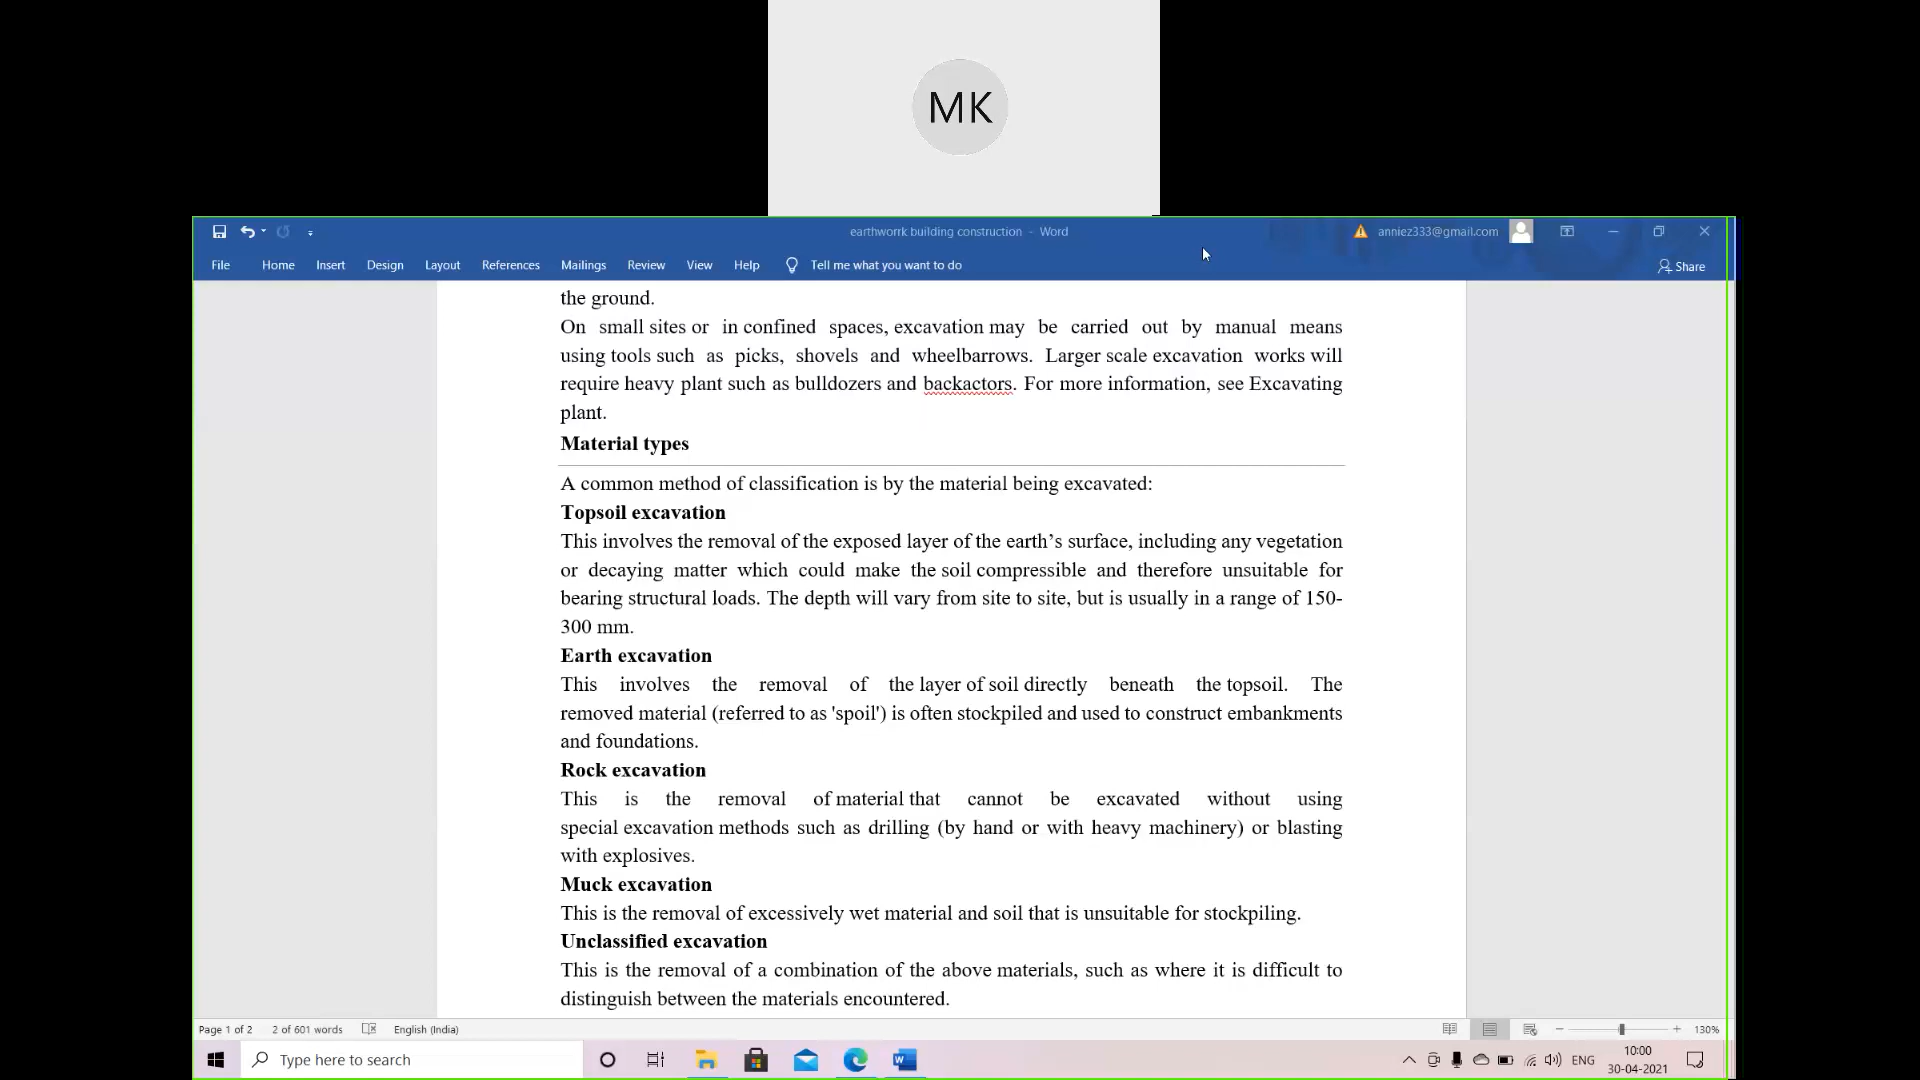 MK
earthworrk building construction - Word
anniez333@gmail.com
File Home Insert Design Layout References Mailings Review View Help Tell me what you want to do Share
the ground.
On small sites or in confined spaces, excavation may be carried out by manual means
using tools such as picks, shovels and wheelbarrows. Larger scale excavation works will
require heavy plant such as bulldozers and backactors. For more information, see Excavating
plant.
Material types
A common method of classification is by the material being excavated:
Topsoil excavation
This involves the removal of the exposed layer of the earth’s surface, including any vegetation
or decaying matter which could make the soil compressible and therefore unsuitable for
bearing structural loads. The depth will vary from site to site, but is usually in a range of 150-
300 mm.
Earth excavation
This involves the removal of the layer of soil directly beneath the topsoil. The
removed material (referred to as 'spoil') is often stockpiled and used to construct embankments
and foundations.
Rock excavation
This is the removal of material that cannot be excavated without using
special excavation methods such as drilling (by hand or with heavy machinery) or blasting
with explosives.
Muck excavation
This is the removal of excessively wet material and soil that is unsuitable for stockpiling.
Unclassified excavation
This is the removal of a combination of the above materials, such as where it is difficult to
distinguish between the materials encountered.
Page 1 of 2 2 of 601 words English (India) 130%
Type here to search
ENG
10:00
30-04-2021